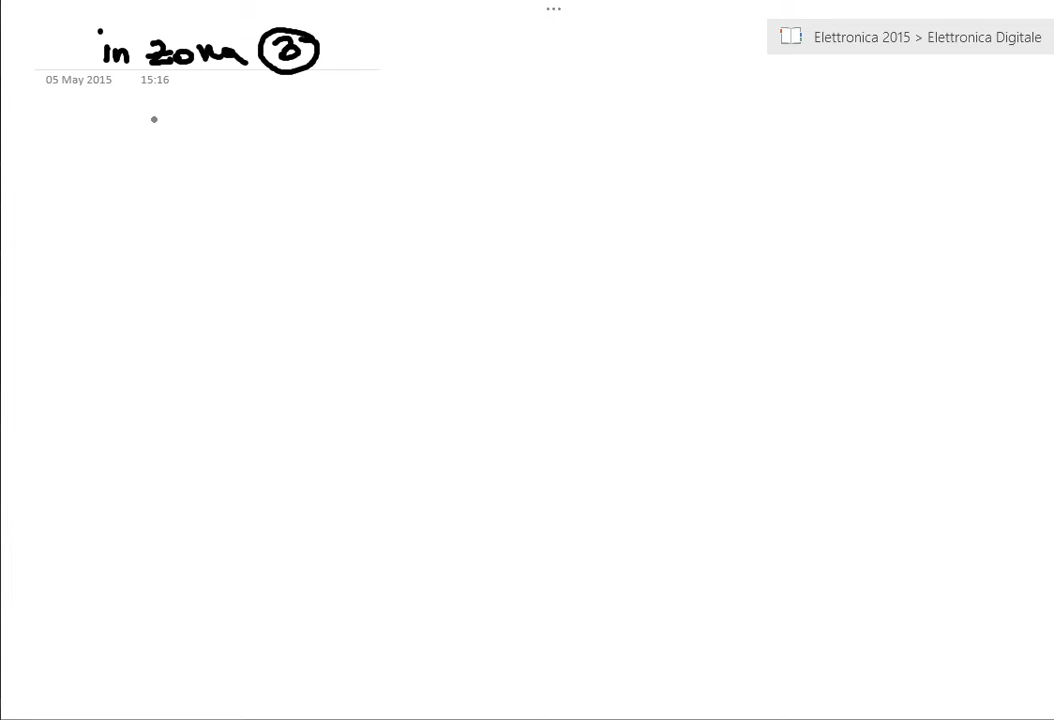 in zona ③
Elettronica 2015 > Elettronica Digitale
05 May 2015 15:16